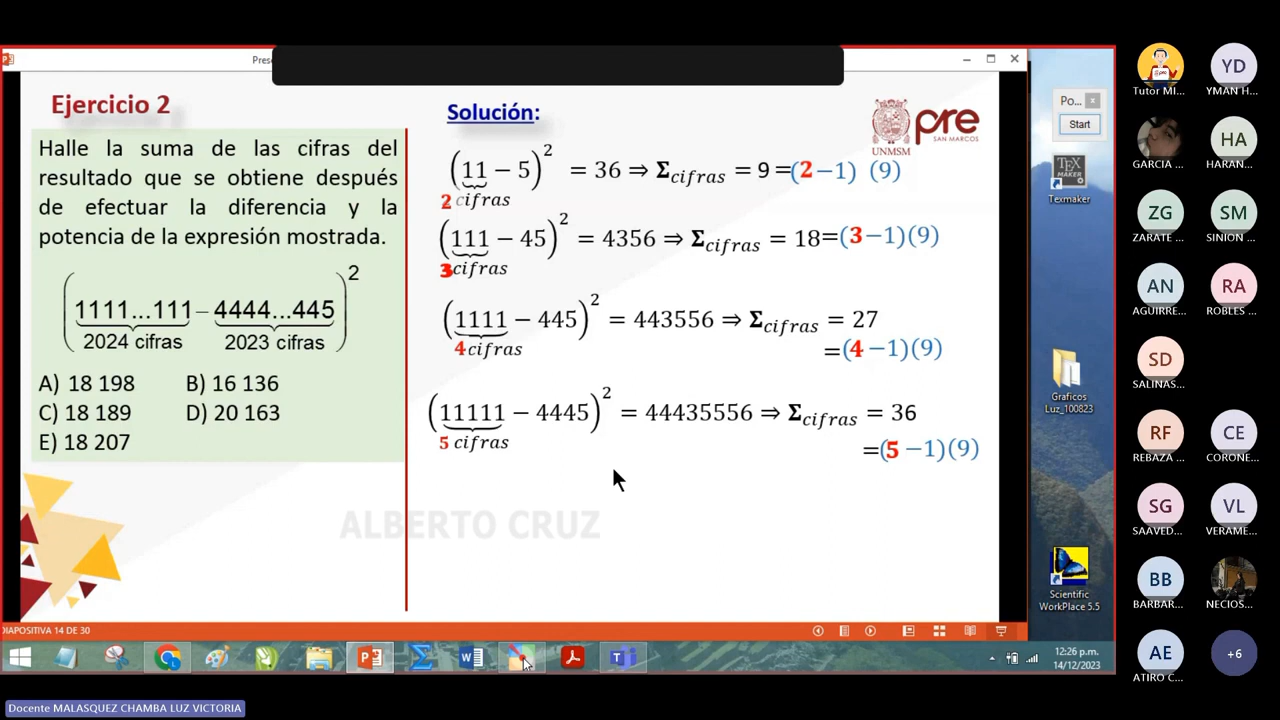 Prese
Ejercicio 2
Halle la suma de las cifras del
resultado que se obtiene después
de efectuar la diferencia y la
potencia de la expresión mostrada.
(1111...111 – 4444...445)²
2024 cifras 2023 cifras
A) 18 198 B) 16 136
C) 18 189 D) 20 163
E) 18 207
Solución:
UNMSM
pre
SAN MARCOS
(11 − 5)² = 36 ⇒ Σcifras = 9 =(2−1) (9)
2 cifras
(111 − 45)² = 4356 ⇒ Σcifras = 18=(3−1)(9)
3cifras
(1111 − 445)² = 443556 ⇒ Σcifras = 27
4cifras
=(4 −1)(9)
(11111 − 4445)² = 44435556 ⇒ Σcifras = 36
5 cifras
=(5 −1)(9)
ALBERTO CRUZ
DIAPOSITIVA 14 DE 30
Po...
Start
TEX
MAKER
Texmaker
Graficos
Luz_100823
Scientific
WorkPlace 5.5
12:26 p.m.
14/12/2023
Tutor MI...
YD
YMAN H...
GARCIA ...
HA
HARAN...
ZG
ZARATE ...
SM
SINION ...
AN
AGUIRRE...
RA
ROBLES ...
SD
SALINAS...
RF
REBAZA ...
CE
CORONE...
SG
SAAVED...
VL
VERAME...
BB
BARBAR...
NECIOS...
AE
ATIRO C...
+6
Docente MALASQUEZ CHAMBA LUZ VICTORIA